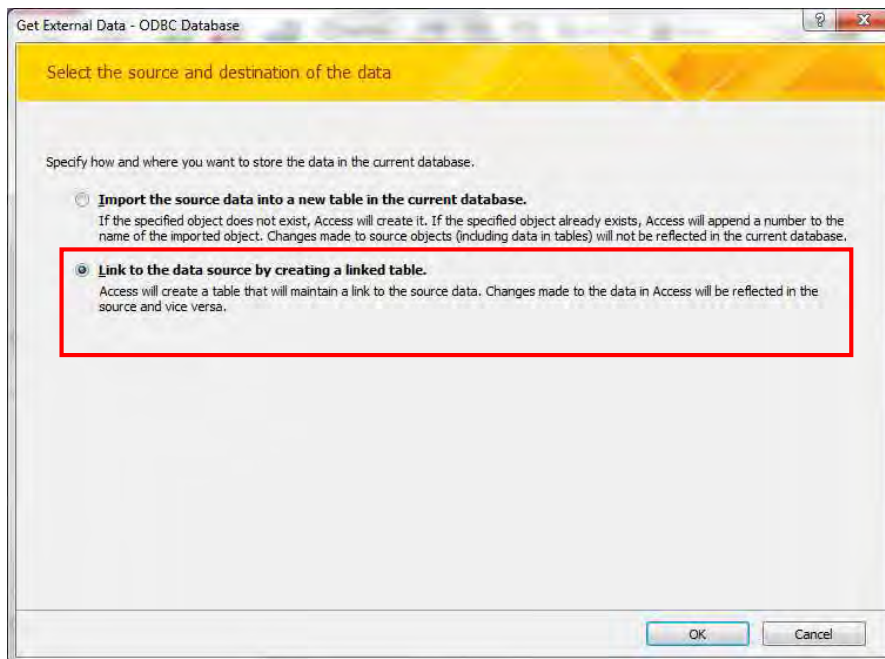 Get External Data - ODBC Database
?
Select the source and destination of the data
Specify how and where you want to store the data in the current database.
Import the source data into a new table in the current database.
If the specified object does not exist, Access will create it. If the specified object already exists, Access will append a number to the
name of the imported object. Changes made to source objects (including data in tables) will not be reflected in the current database.
Link to the data source by creating a linked table.
Access will create a table that will maintain a link to the source data. Changes made to the data in Access will be reflected in the
source and vice versa.
OK
Cancel